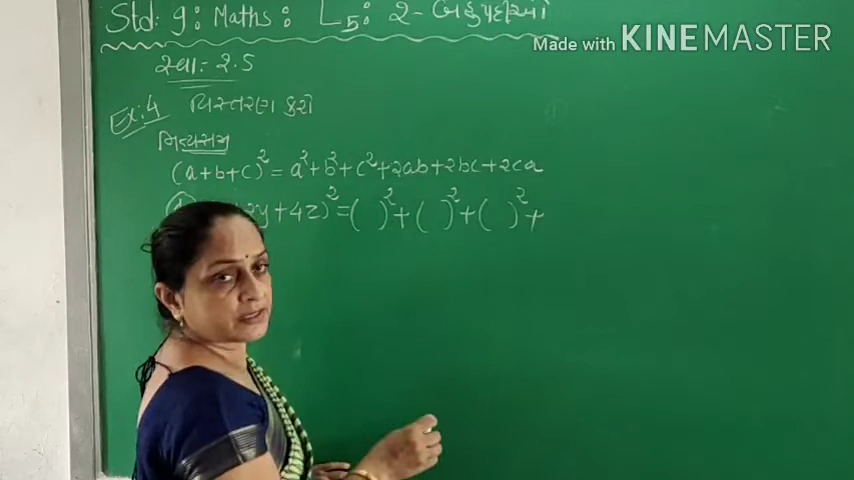 Std: 9: Maths: L5: 2- બહુપદીઓ
Made with KINEMASTER
સ્વા:- 2.5
Ex:4 વિસ્તરણ કરો
નિત્યસમ
(a+b+c)² = a²+b²+c²+2ab+2bc+2ca
2y+4z)² = ( )² + ( )² + ( )² +